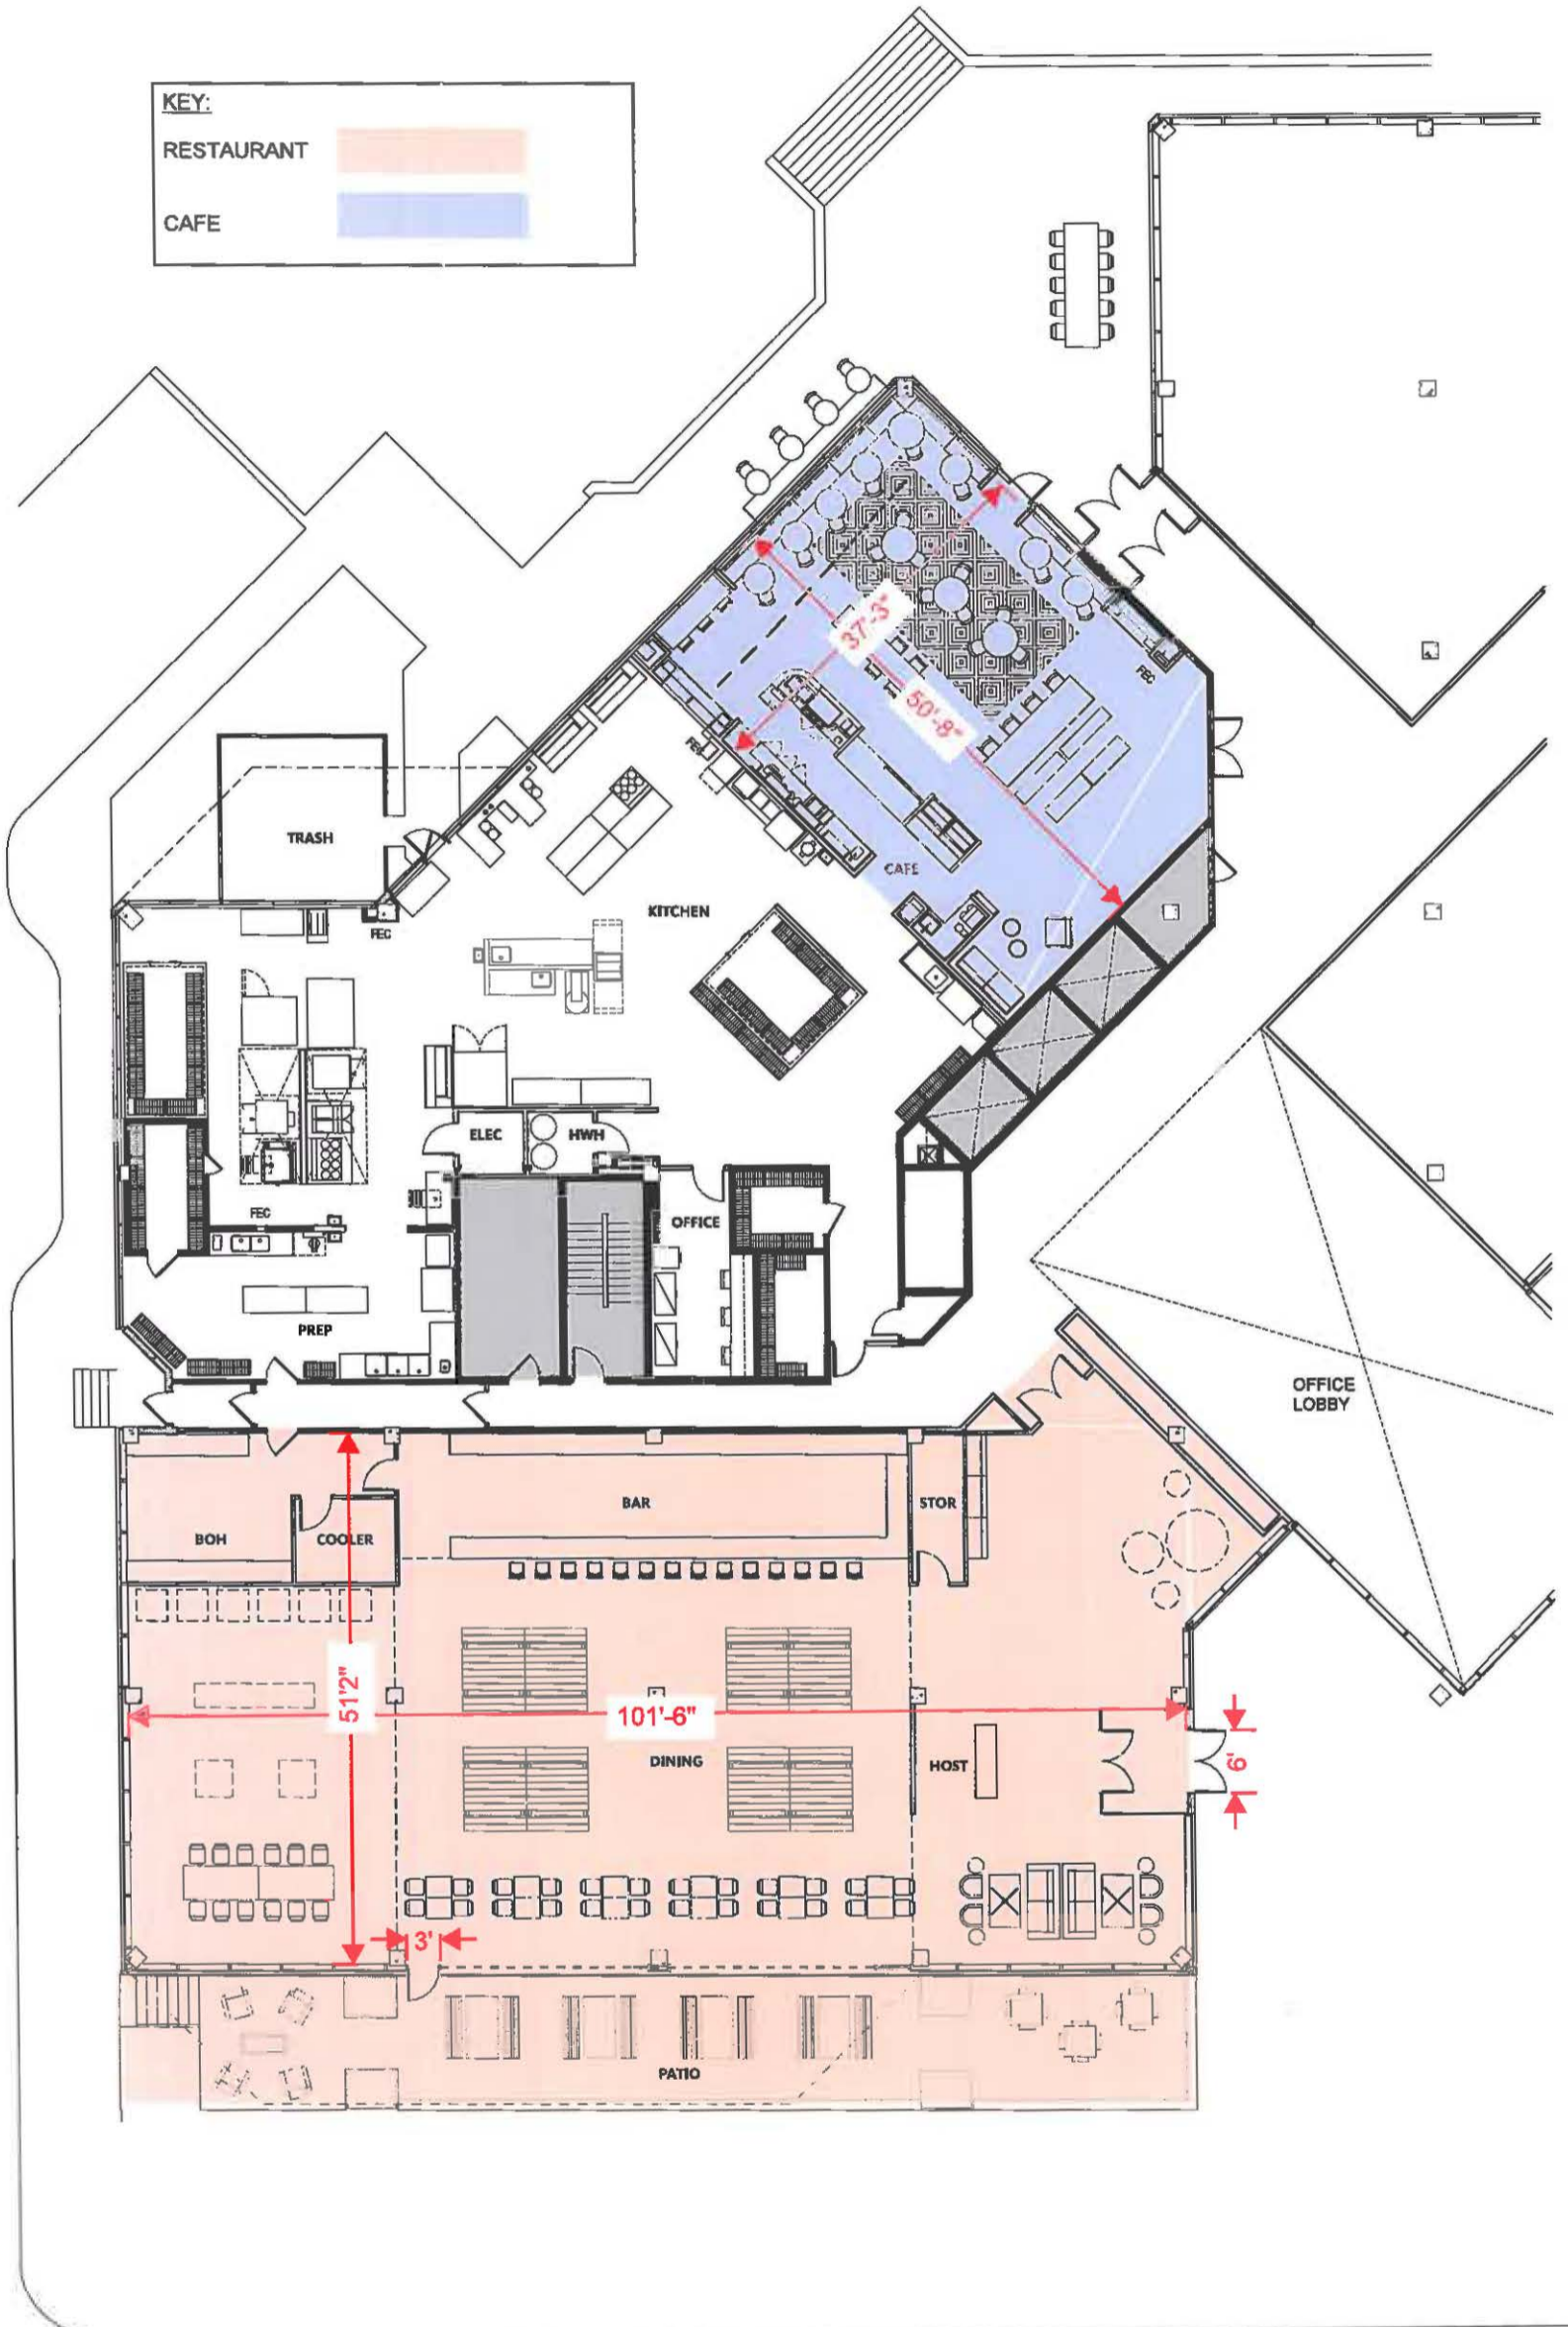 KEY:
RESTAURANT
CAFE
37'-3"
50'-8"
FEC
FEC
TRASH
CAFE
KITCHEN
FEC
ELEC
HWH
FEC
OFFICE
PREP
OFFICE
LOBBY
BAR
STOR
BOH
COOLER
51'2"
101'-6"
DINING
HOST
6'
3'
PATIO